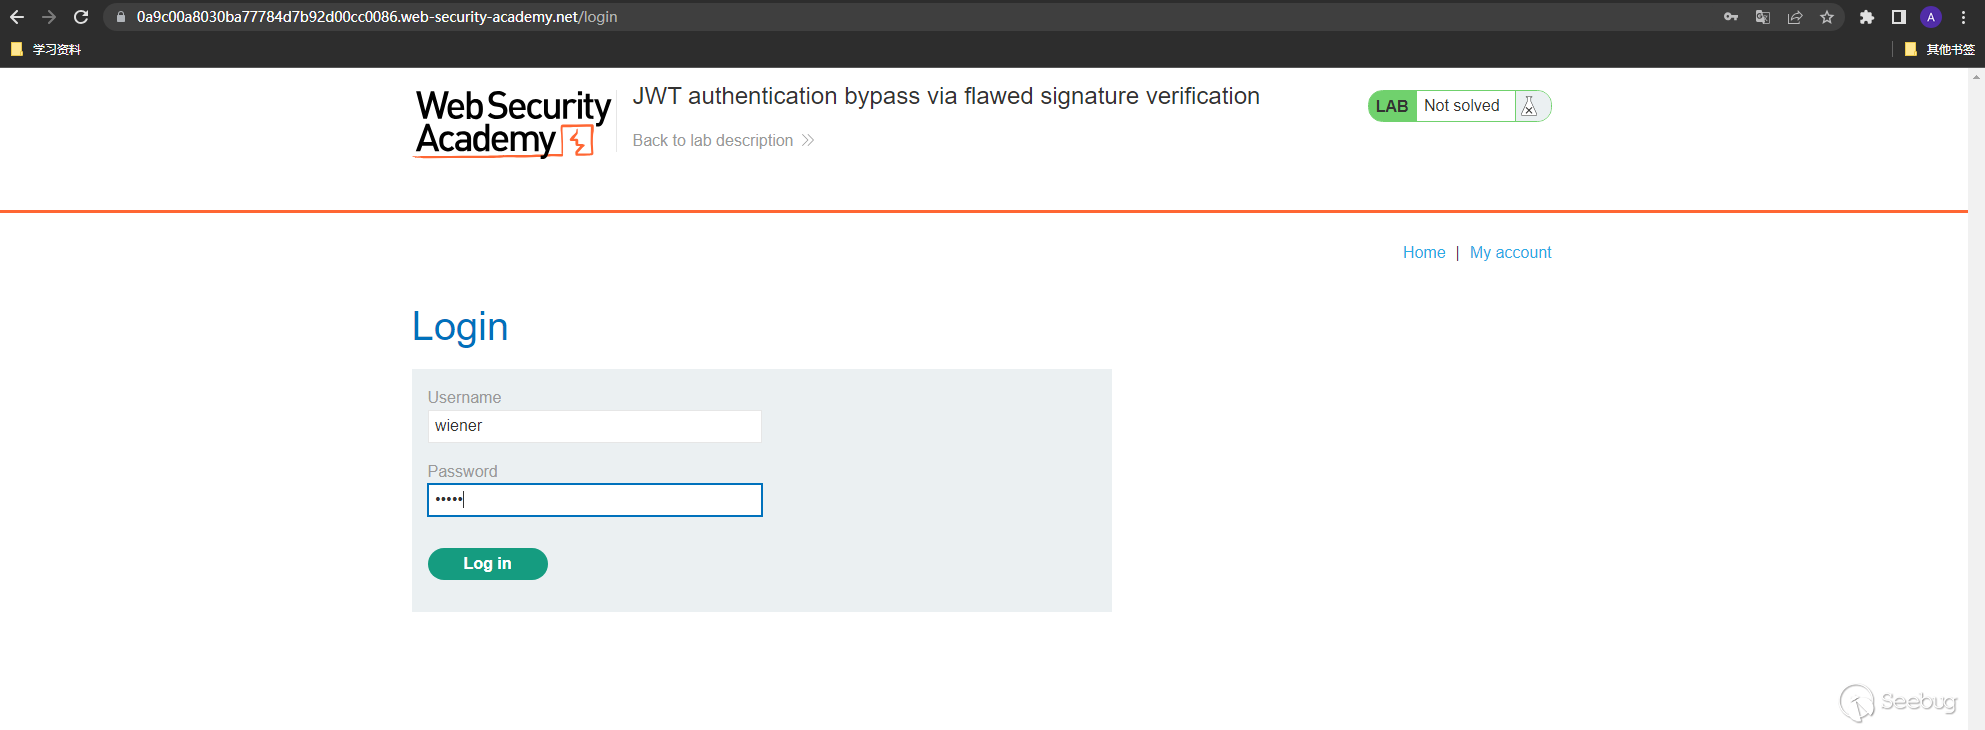 0a9c00a8030ba77784d7b92d00cc0086.web-security-academy.net/login
A
学习资料
其他书签
Web Security
Academy
JWT authentication bypass via flawed signature verification
Back to lab description
LAB Not solved
Home | My account
Login
Username
wiener
Password
•••••
Log in
Seebug